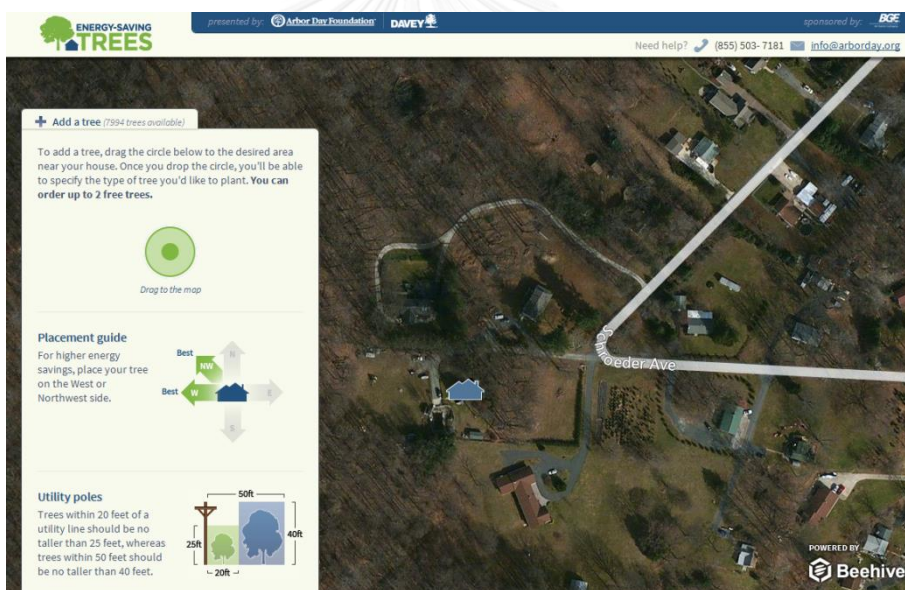 ENERGY-SAVING
TREES
presented by: Arbor Day Foundation DAVEY
sponsored by: BGE
Need help? (855) 503- 7181 info@arborday.org
Add a tree (7994 trees available)
To add a tree, drag the circle below to the desired area
near your house. Once you drop the circle, you'll be able
to specify the type of tree you'd like to plant. You can
order up to 2 free trees.
Drag to the map
Placement guide
For higher energy
savings, place your tree
on the West or
Northwest side.
Best
NW
N
Best
W
E
S
Utility poles
Trees within 20 feet of a
utility line should be no
taller than 25 feet, whereas
trees within 50 feet should
be no taller than 40 feet.
50ft
25ft
40ft
20ft
Schroeder Ave
POWERED BY
Beehive